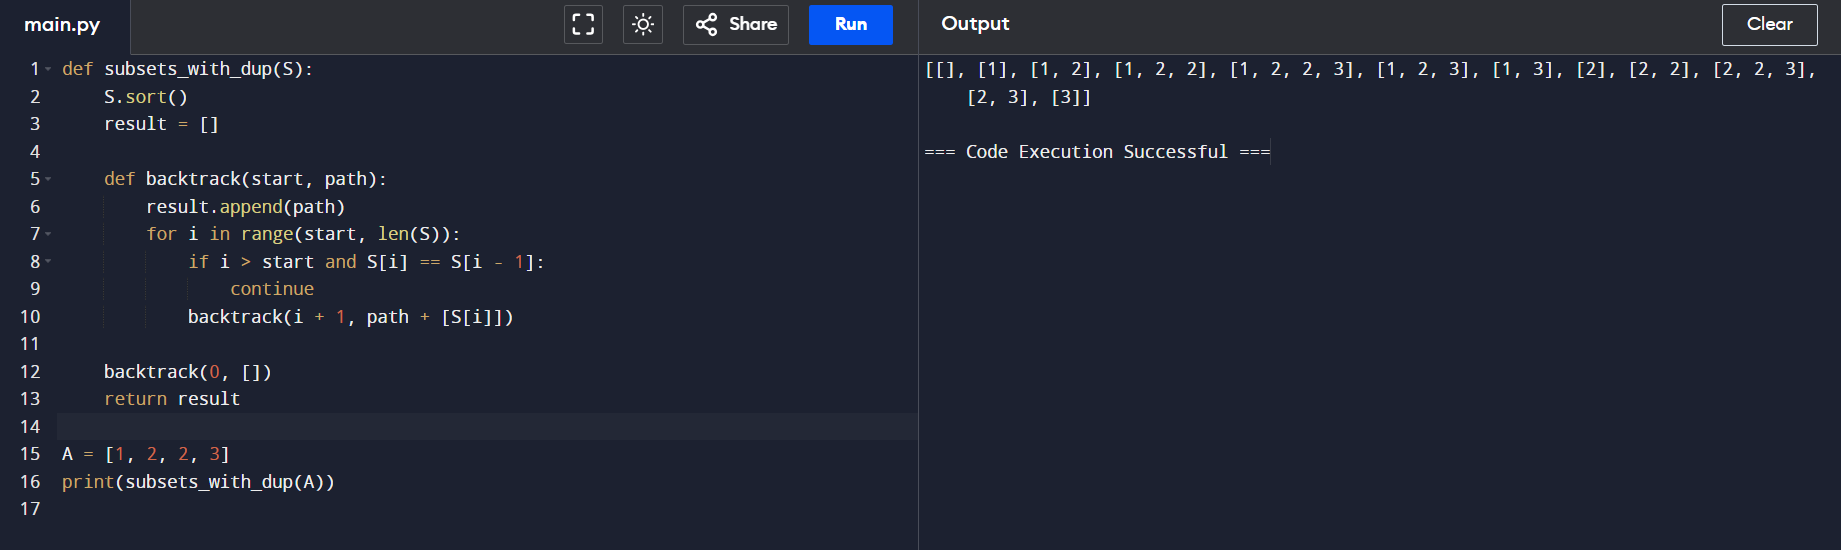 main.py
Share
Run
Output
Clear
1 def subsets_with_dup(S):
2     S.sort()
3     result = []
4
5     def backtrack(start, path):
6         result.append(path)
7         for i in range(start, len(S)):
8             if i > start and S[i] == S[i - 1]:
9                 continue
10             backtrack(i + 1, path + [S[i]])
11
12     backtrack(0, [])
13     return result
14
15 A = [1, 2, 2, 3]
16 print(subsets_with_dup(A))
17
[[], [1], [1, 2], [1, 2, 2], [1, 2, 2, 3], [1, 2, 3], [1, 3], [2], [2, 2], [2, 2, 3],
    [2, 3], [3]]
=== Code Execution Successful ===